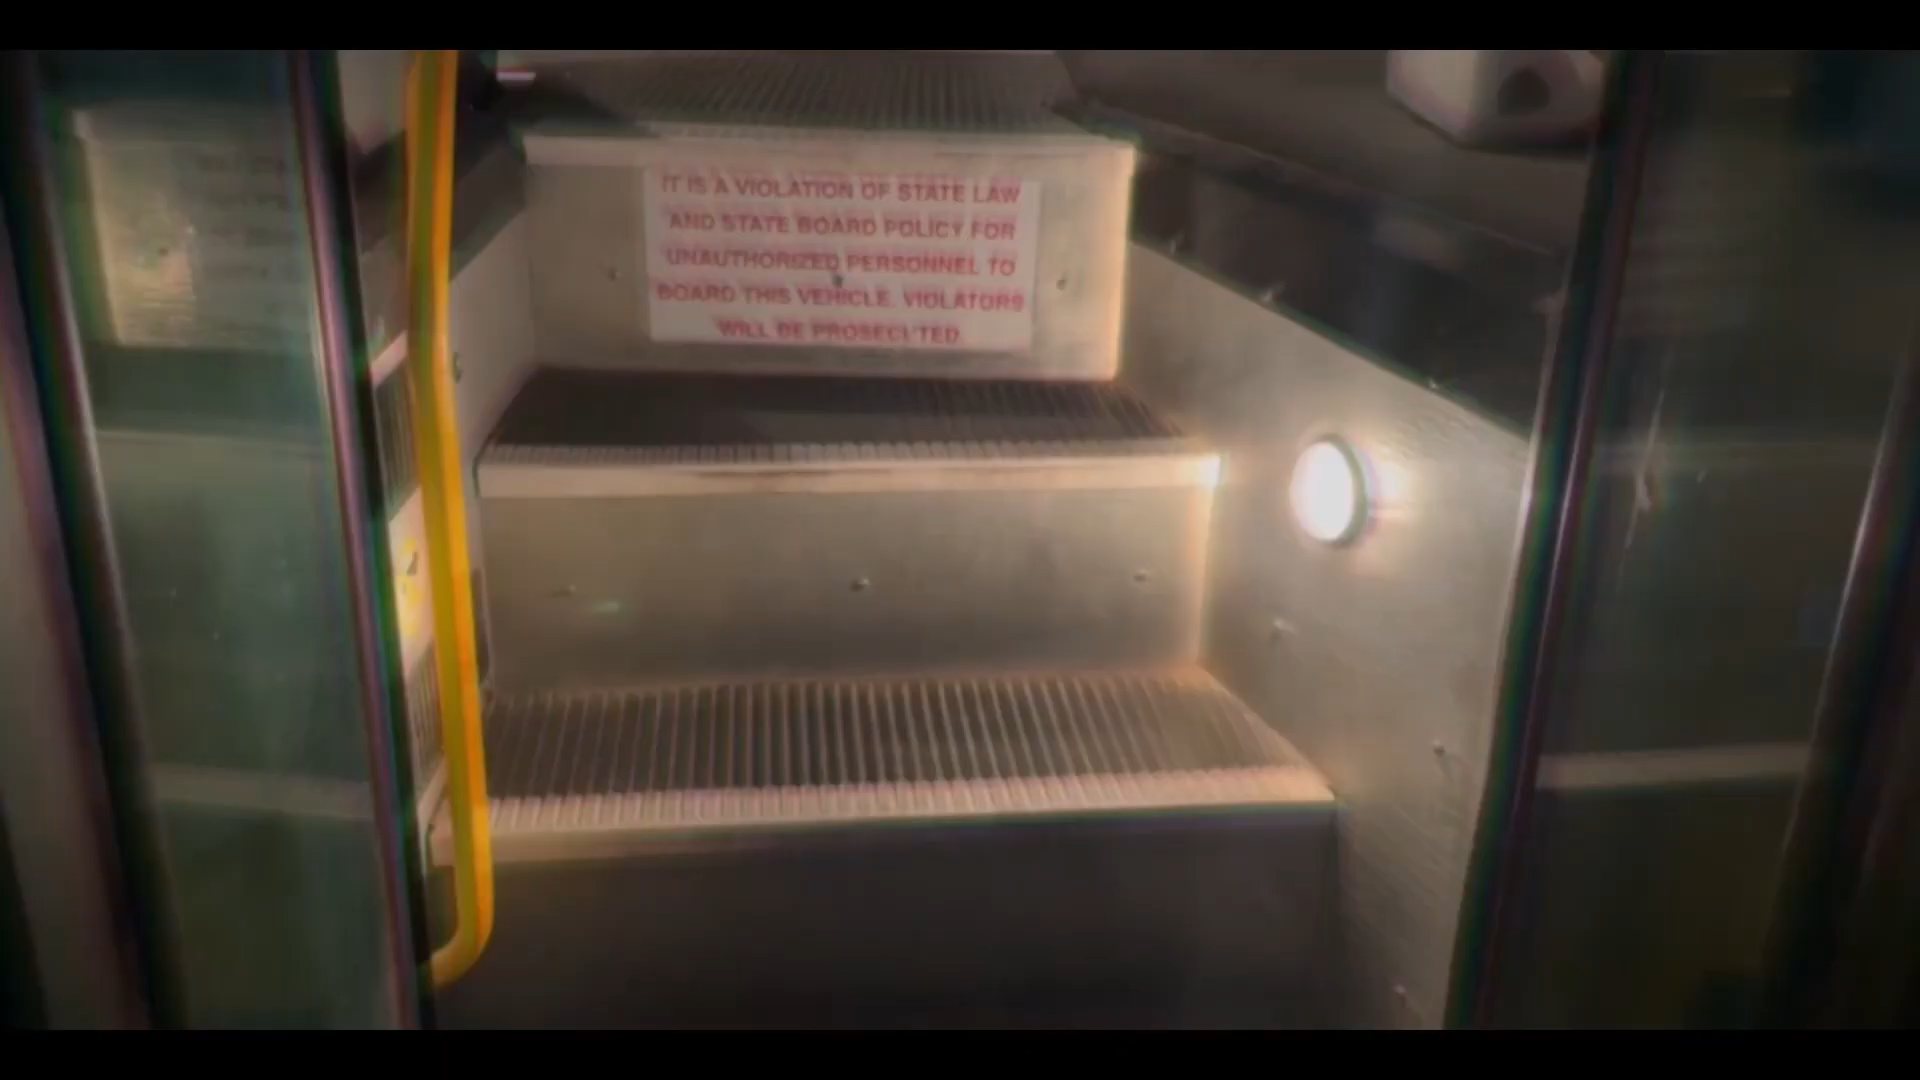 IT IS A VIOLATION OF STATE LAW
AND STATE BOARD POLICY FOR
UNAUTHORIZED PERSONNEL TO
BOARD THIS VEHICLE. VIOLATORS
WILL BE PROSECUTED